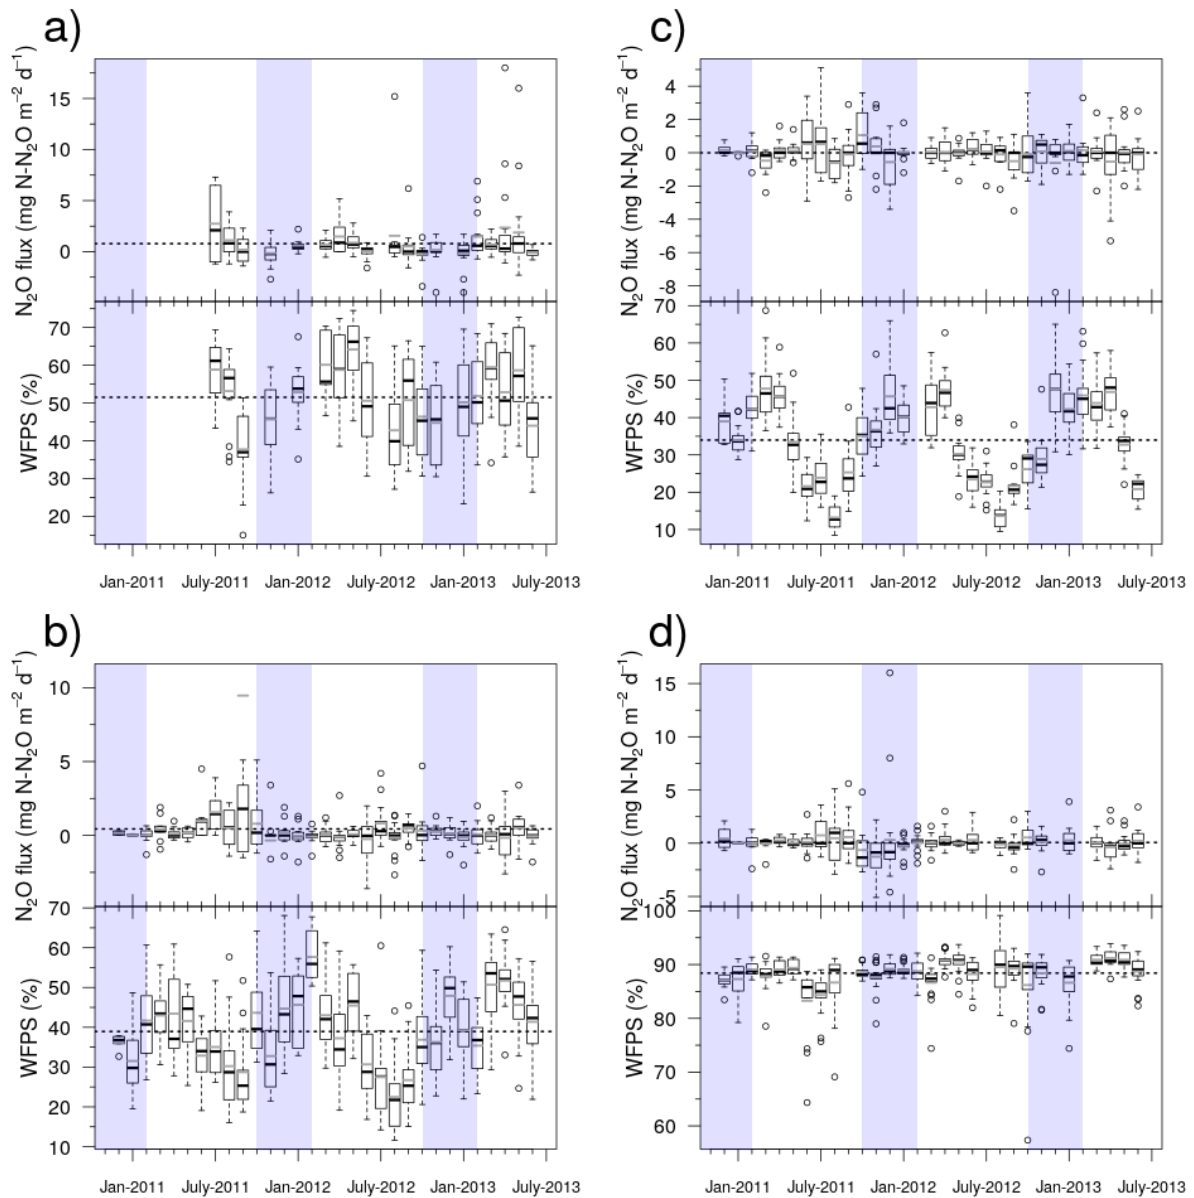 a)
N₂O flux (mg N-N₂O m⁻² d⁻¹)
15
10
5
0
WFPS (%)
70
60
50
40
30
20
Jan-2011 July-2011 Jan-2012 July-2012 Jan-2013 July-2013
c)
N₂O flux (mg N-N₂O m⁻² d⁻¹)
4
2
0
-2
-4
-6
-8
WFPS (%)
70
60
50
40
30
20
10
Jan-2011 July-2011 Jan-2012 July-2012 Jan-2013 July-2013
b)
N₂O flux (mg N-N₂O m⁻² d⁻¹)
10
5
0
WFPS (%)
70
60
50
40
30
20
10
Jan-2011 July-2011 Jan-2012 July-2012 Jan-2013 July-2013
d)
N₂O flux (mg N-N₂O m⁻² d⁻¹)
15
10
5
0
-5
WFPS (%)
100
90
80
70
60
Jan-2011 July-2011 Jan-2012 July-2012 Jan-2013 July-2013